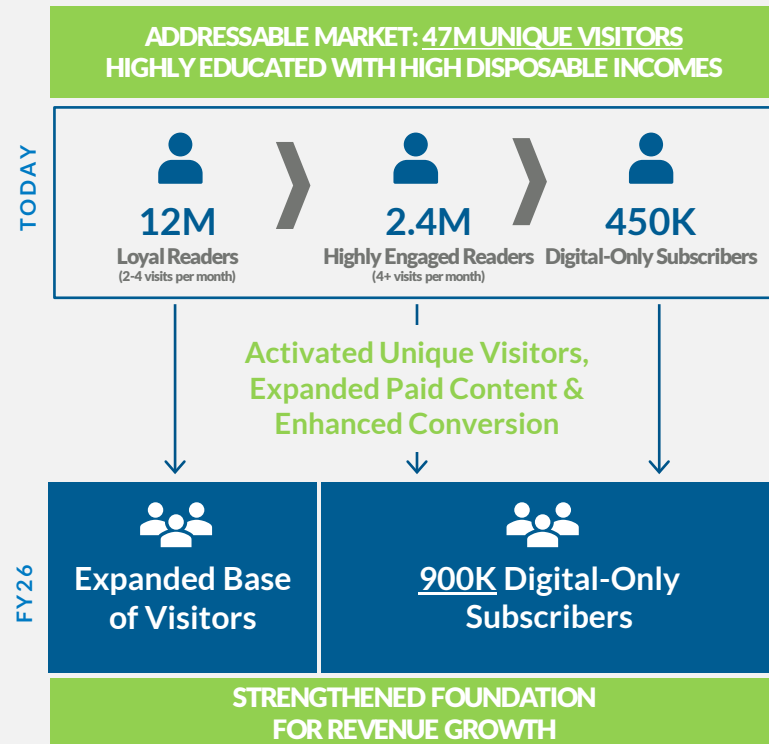 ADDRESSABLE MARKET: 47M UNIQUE VISITORS
HIGHLY EDUCATED WITH HIGH DISPOSABLE INCOMES
TODAY
12M
Loyal Readers
(2-4 visits per month)
2.4M
Highly Engaged Readers
(4+ visits per month)
450K
Digital-Only Subscribers
Activated Unique Visitors,
Expanded Paid Content &
Enhanced Conversion
FY26
Expanded Base
of Visitors
900K Digital-Only
Subscribers
STRENGTHENED FOUNDATION
FOR REVENUE GROWTH